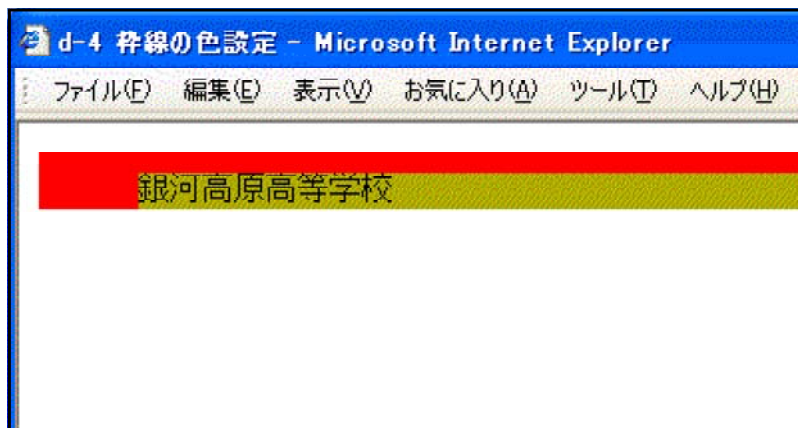 d-4 枠線の色設定 - Microsoft Internet Explorer
ファイル(F) 編集(E) 表示(V) お気に入り(A) ツール(T) ヘルプ(H)
銀河高原高等学校